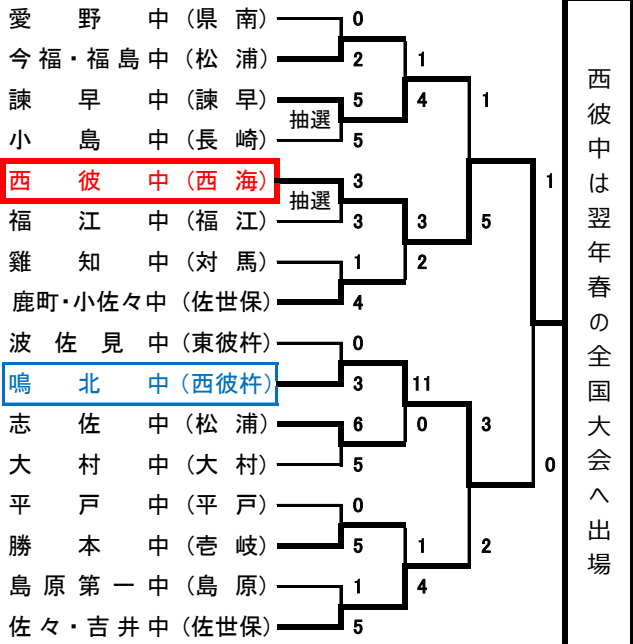 愛野中（県南）
今福・福島中（松浦）
諫早中（諫早）
小島中（長崎）
西彼中（西海）
福江中（福江）
雞知中（対馬）
鹿町・小佐々中（佐世保）
波佐見中（東彼杵）
鳴北中（西彼杵）
志佐中（松浦）
大村中（大村）
平戸中（平戸）
勝本中（壱岐）
島原第一中（島原）
佐々・吉井中（佐世保）
0
2
5
抽選
5
3
抽選
3
1
4
0
3
6
5
0
5
1
5
1
4
3
2
11
0
1
4
1
5
3
2
1
0
西彼中は翌年春の全国大会へ出場